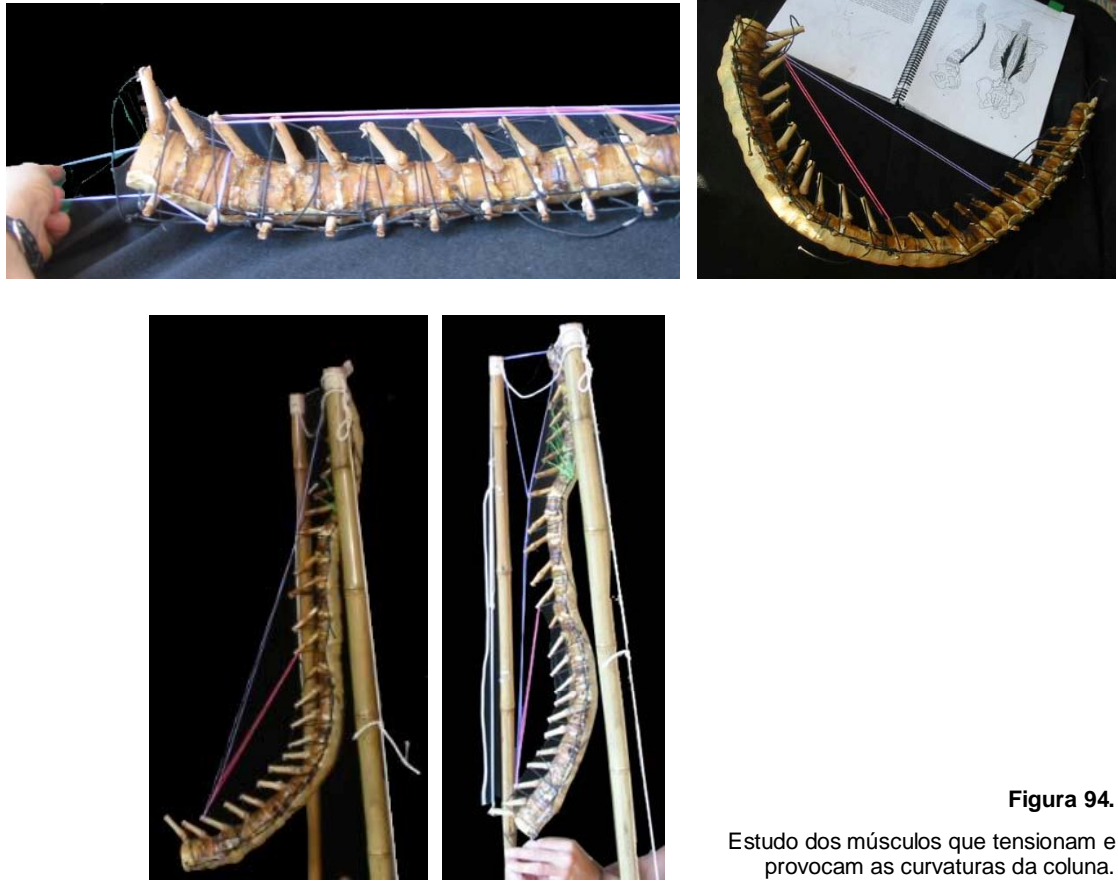 Figura 94.
Estudo dos músculos que tensionam e
provocam as curvaturas da coluna.